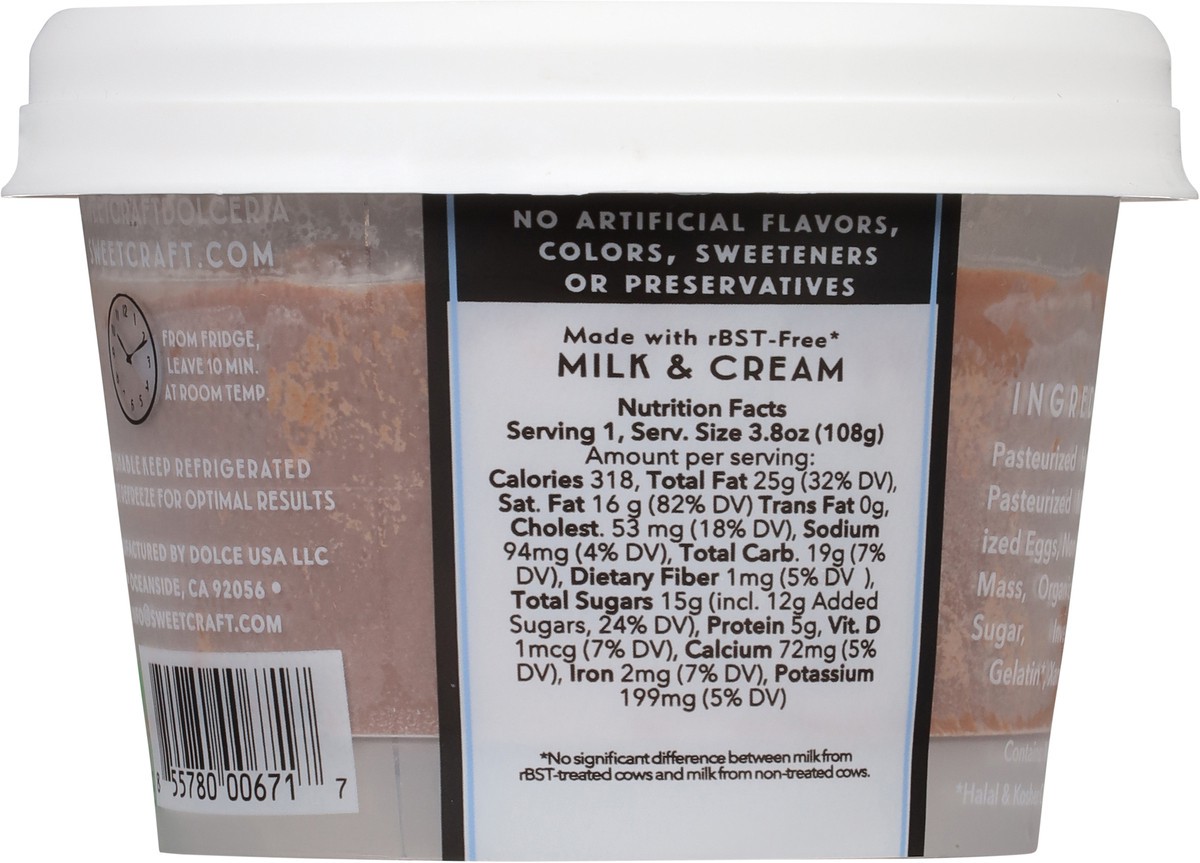 SWEETCRAFT.COM
FROM FRIDGE,
LEAVE 10 MIN.
AT ROOM TEMP.
KEEP REFRIGERATED
FOR OPTIMAL RESULTS
BY DOLCE USA LLC
OCEANSIDE, CA 92056 •
@SWEETCRAFT.COM
8 55780 00671 7
NO ARTIFICIAL FLAVORS,
COLORS, SWEETENERS
OR PRESERVATIVES
Made with rBST-Free*
MILK & CREAM
Nutrition Facts
Serving 1, Serv. Size 3.8oz (108g)
Amount per serving:
Calories 318, Total Fat 25g (32% DV),
Sat. Fat 16 g (82% DV) Trans Fat 0g,
Cholest. 53 mg (18% DV), Sodium
94mg (4% DV), Total Carb. 19g (7%
DV), Dietary Fiber 1mg (5% DV ),
Total Sugars 15g (incl. 12g Added
Sugars, 24% DV), Protein 5g, Vit. D
1mcg (7% DV), Calcium 72mg (5%
DV), Iron 2mg (7% DV), Potassium
199mg (5% DV)
*No significant difference between milk from
rBST-treated cows and milk from non-treated cows.
Pasteurized
Pasteurized
ized Eggs,
Mass,
Sugar,
Gelatin*,
*Halal &